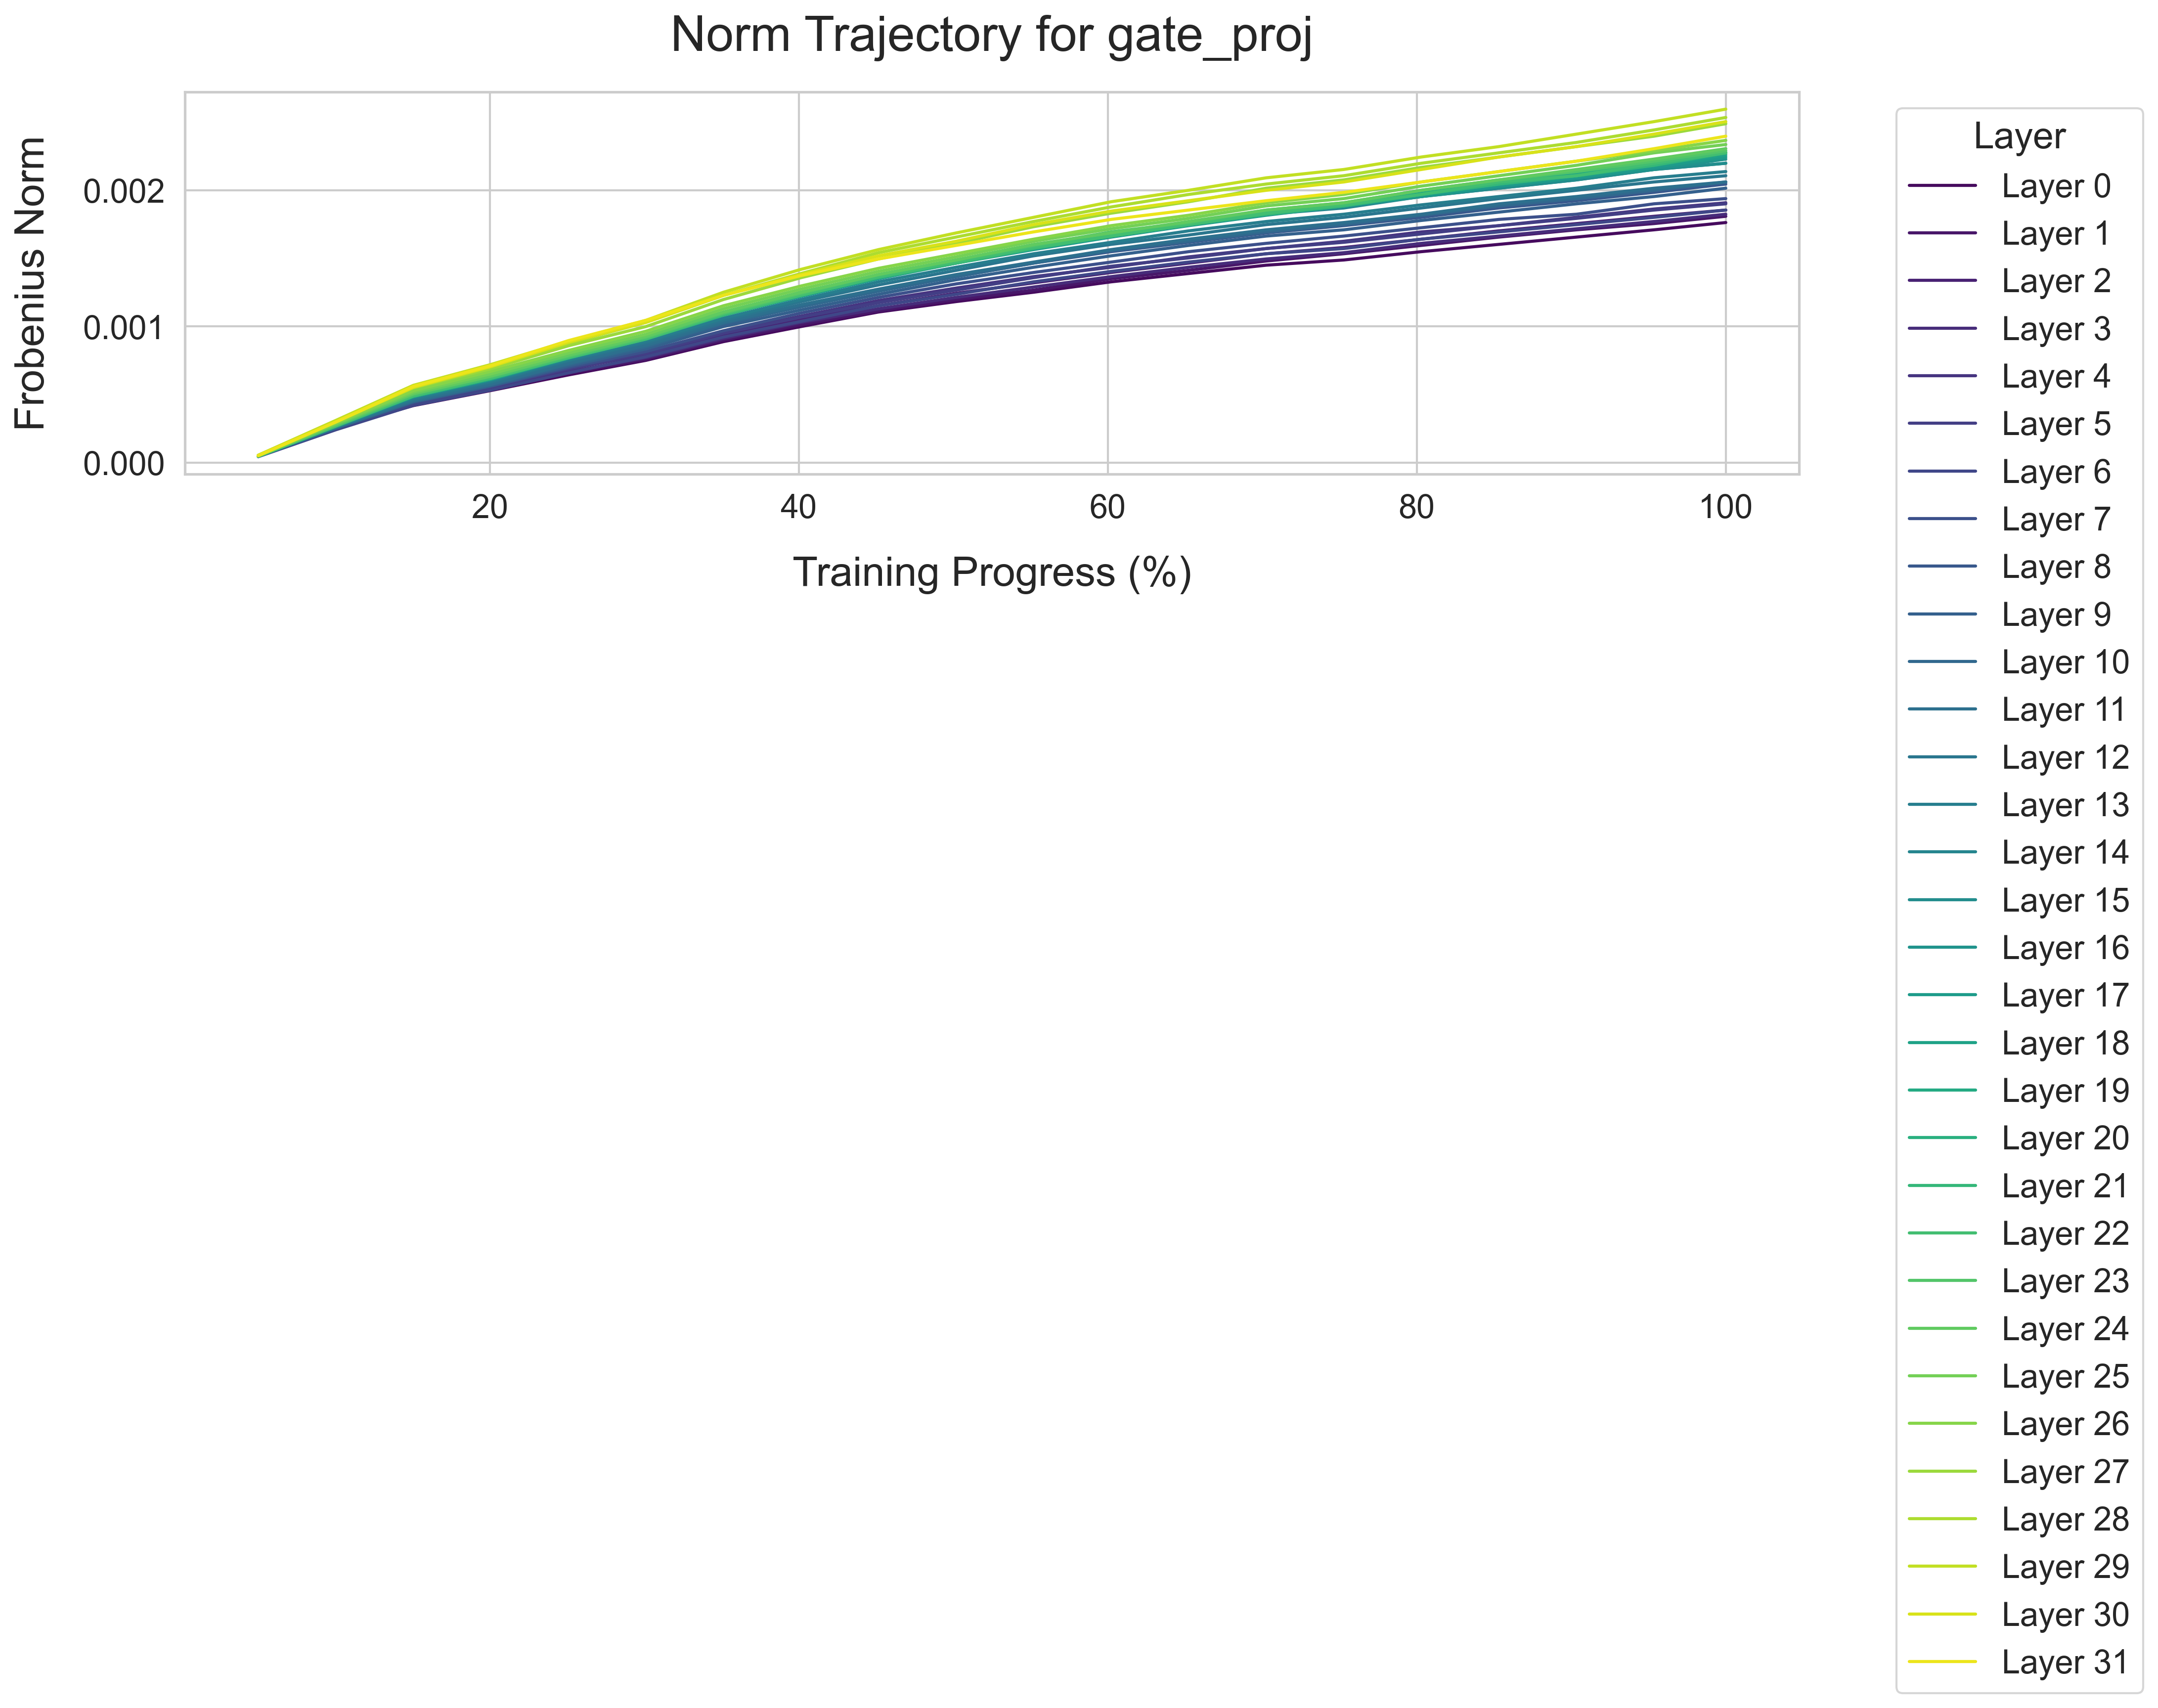 Norm Trajectory for gate_proj
Frobenius Norm
0.002
0.001
0.000
20
40
60
80
100
Training Progress (%)
Layer
Layer 0
Layer 1
Layer 2
Layer 3
Layer 4
Layer 5
Layer 6
Layer 7
Layer 8
Layer 9
Layer 10
Layer 11
Layer 12
Layer 13
Layer 14
Layer 15
Layer 16
Layer 17
Layer 18
Layer 19
Layer 20
Layer 21
Layer 22
Layer 23
Layer 24
Layer 25
Layer 26
Layer 27
Layer 28
Layer 29
Layer 30
Layer 31